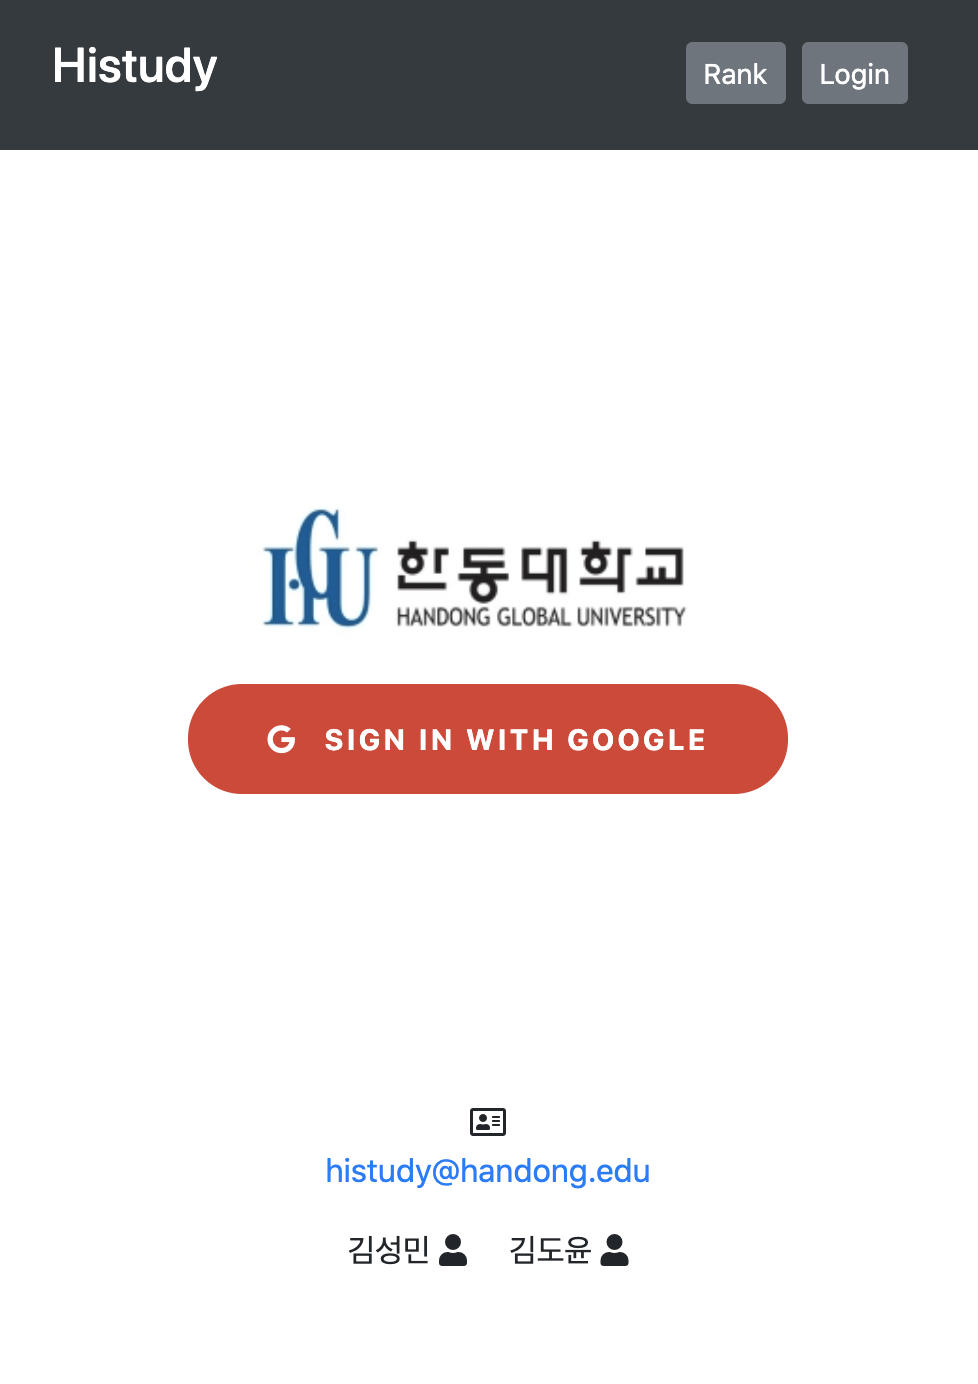 Histudy
Rank Login
HGU 한동대학교
HANDONG GLOBAL UNIVERSITY
G SIGN IN WITH GOOGLE
histudy@handong.edu
김성민 김도윤